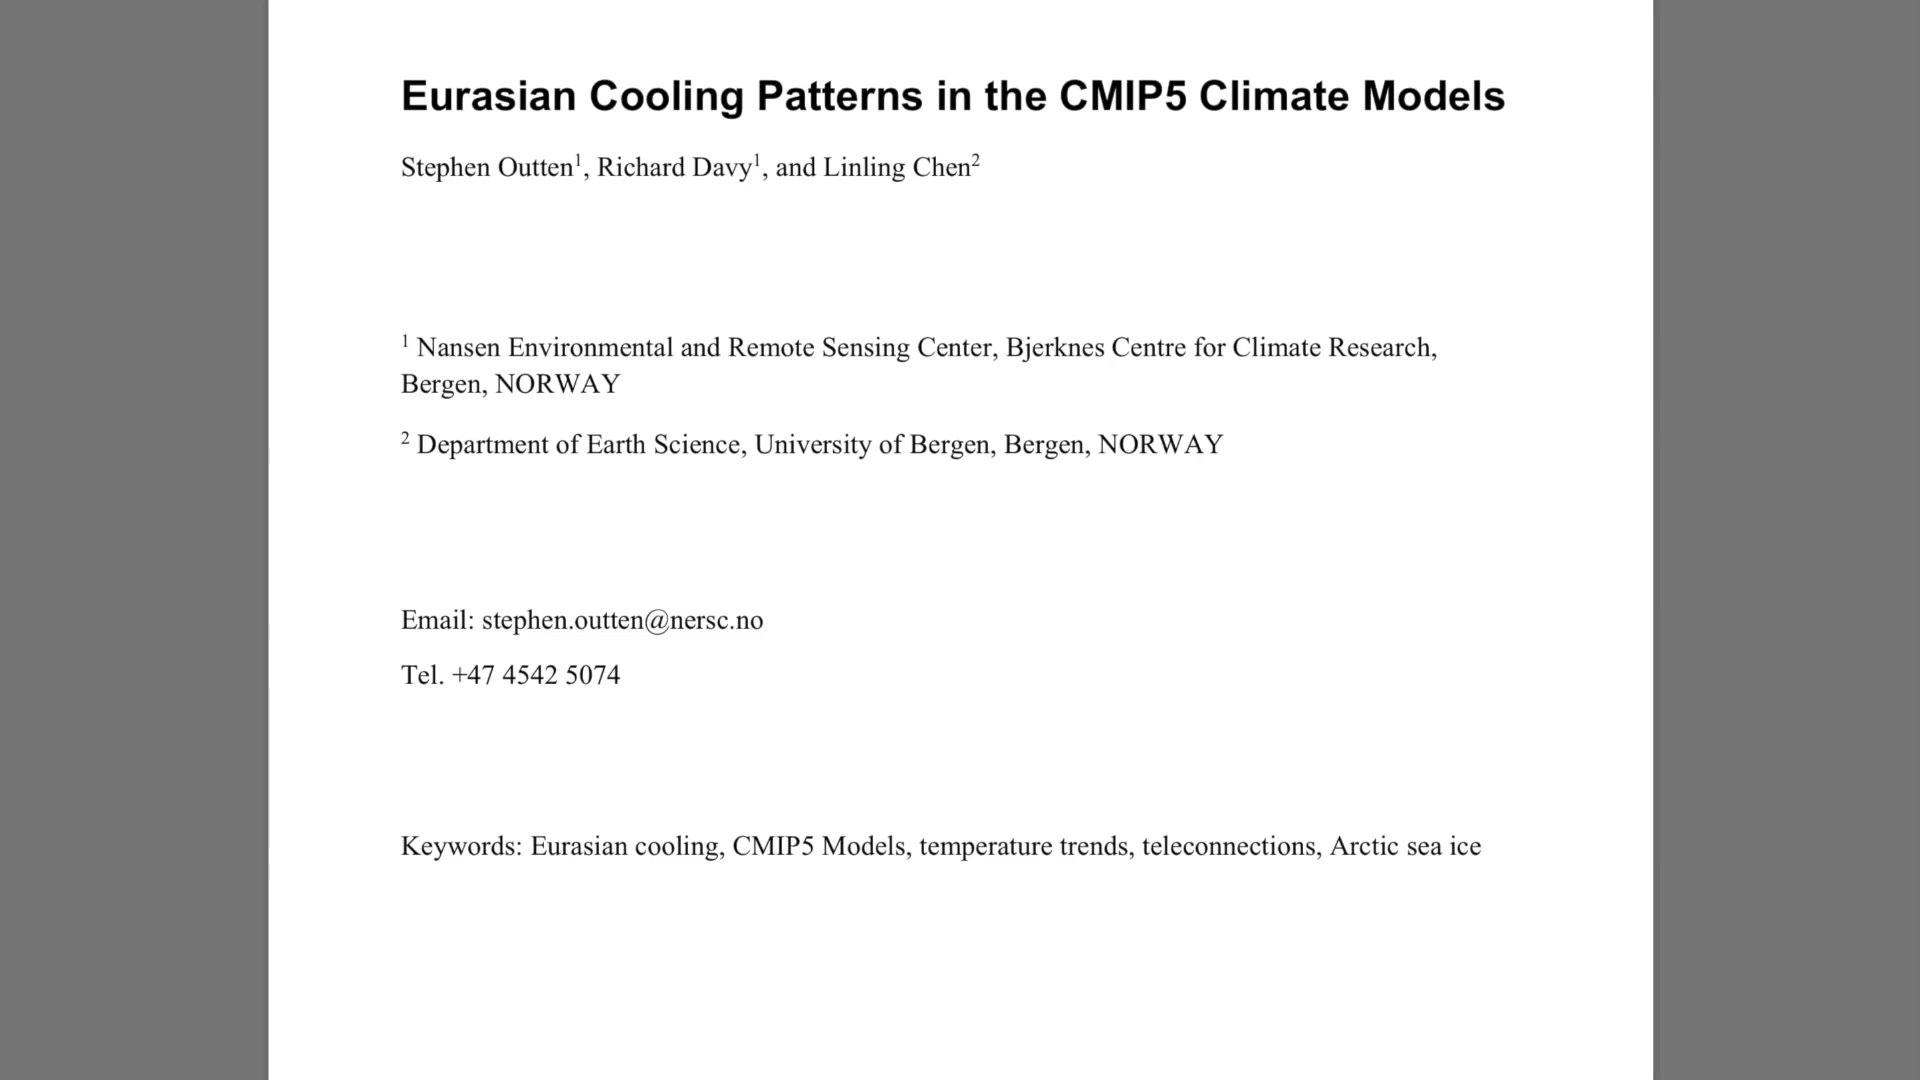 Eurasian Cooling Patterns in the CMIP5 Climate Models
Stephen Outten¹, Richard Davy¹, and Linling Chen²
¹ Nansen Environmental and Remote Sensing Center, Bjerknes Centre for Climate Research,
Bergen, NORWAY
² Department of Earth Science, University of Bergen, Bergen, NORWAY
Email: stephen.outten@nersc.no
Tel. +47 4542 5074
Keywords: Eurasian cooling, CMIP5 Models, temperature trends, teleconnections, Arctic sea ice